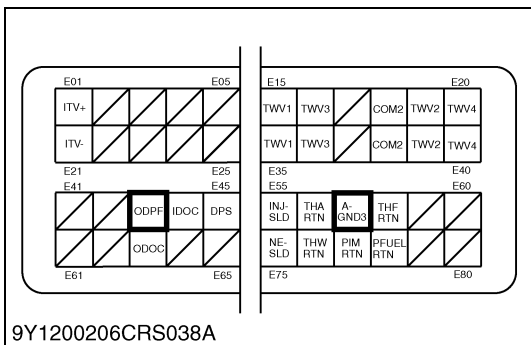 E01 E05 E15 E20
ITV+ TWV1 TWV3 COM2 TWV2 TWV4
ITV- TWV1 TWV3 COM2 TWV2 TWV4
E21 E25 E35 E40
E41 E45 E55 E60
ODPF IDOC DPS INJ-
SLD THA
RTN A-
GND3 THF
RTN
ODOC NE-
SLD THW
RTN PIM
RTN PFUEL
RTN
E61 E65 E75 E80
9Y1200206CRS038A